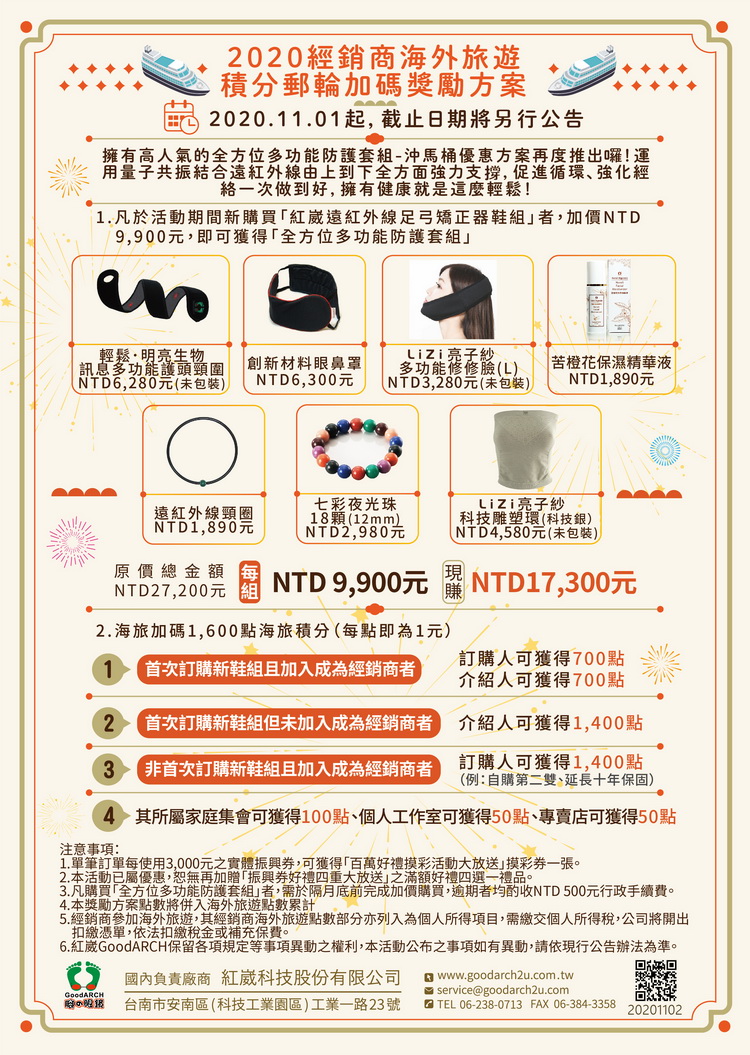 2020經銷商海外旅遊
積分郵輪加碼獎勵方案
2020.11.01起, 截止日期將另行公告
擁有高人氣的全方位多功能防護套組-沖馬桶優惠方案再度推出囉!運
用量子共振結合遠紅外線由上到下全方面強力支撐, 促進循環、強化經
絡一次做到好, 擁有健康就是這麼輕鬆!
1.凡於活動期間新購買「紅崴遠紅外線足弓矯正器鞋組」者,加價NTD
9,900元,即可獲得「全方位多功能防護套組」
輕鬆・明亮生物
訊息多功能護頭頸圍
NTD6,280元(未包裝)
創新材料眼鼻罩
NTD6,300元
LiZi亮子紗
多功能修修臉(L)
NTD3,280元(未包裝)
苦橙花保濕精華液
NTD1,890元
遠紅外線頸圈
NTD1,890元
七彩夜光珠
18顆(12mm)
NTD2,980元
LiZi亮子紗
科技雕塑環(科技銀)
NTD4,580元(未包裝)
原價總金額
NTD27,200元
每組
NTD 9,900元
現賺
NTD17,300元
2.海旅加碼1,600點海旅積分(每點即為1元)
1
首次訂購新鞋組且加入成為經銷商者
訂購人可獲得700點
介紹人可獲得700點
2
首次訂購新鞋組但未加入成為經銷商者
介紹人可獲得1,400點
3
非首次訂購新鞋組且加入成為經銷商者
訂購人可獲得1,400點
(例:自購第二雙、延長十年保固)
4
其所屬家庭集會可獲得100點、個人工作室可獲得50點、專賣店可獲得50點
注意事項:
1.單筆訂單每使用3,000元之實體振興券,可獲得「百萬好禮摸彩活動大放送」摸彩券一張。
2.本活動已屬優惠,恕無再加贈「振興券好禮四重大放送」之滿額好禮四選一禮品。
3.凡購買「全方位多功能防護套組」者,需於隔月底前完成加價購買,逾期者均酌收NTD 500元行政手續費。
4.本獎勵方案點數將併入海外旅遊點數累計
5.經銷商參加海外旅遊,其經銷商海外旅遊點數部分亦列入為個人所得項目,需繳交個人所得稅,公司將開出
扣繳憑單,依法扣繳稅金或補充保費。
6.紅崴GoodARCH保留各項規定等事項異動之權利,本活動公布之事項如有異動,請依現行公告辦法為準。
GoodARCH
腳の眼鏡
國內負責廠商 紅崴科技股份有限公司
台南市安南區(科技工業園區)工業一路23號
www.goodarch2u.com.tw
service@goodarch2u.com
TEL 06-238-0713 FAX 06-384-3358
20201102